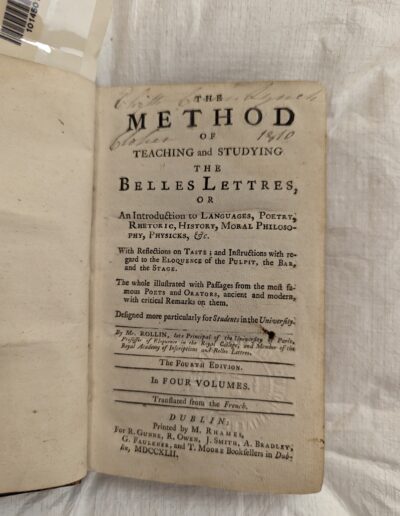 101450
THE
METHOD
OF
1810
TEACHING and STUDYING
THE
BELLES LETTRES,
OR
An Introduction to LANGUAGES, POETRY,
RHETORIC, HISTORY, MORAL PHILOSO-
PHY, PHYSICKS, &c.
With Reflections on TASTE; and Instructions with re-
gard to the ELOQUENCE of the PULPIT, the BAR,
and the STAGE.
The whole illustrated with Passages from the most fa-
mous POETS and ORATORS, ancient and modern,
with critical Remarks on them.
Designed more particularly for Students in the University.
By Mr. ROLLIN, late Principal of the University of Paris,
Professor of Eloquence in the Royal College, and Member of the
Royal Academy of Inscriptions and Belles Lettres.
The FOURTH EDITION.
In FOUR VOLUMES.
Translated from the French.
DUBLIN,
Printed by M. RHAMES,
For R. GUNNE, R. OWEN, J. SMITH, A. BRADLEY,
G. FAULKNER, and T. MOORE Booksellers in Dub-
lin, MDCCXLII.